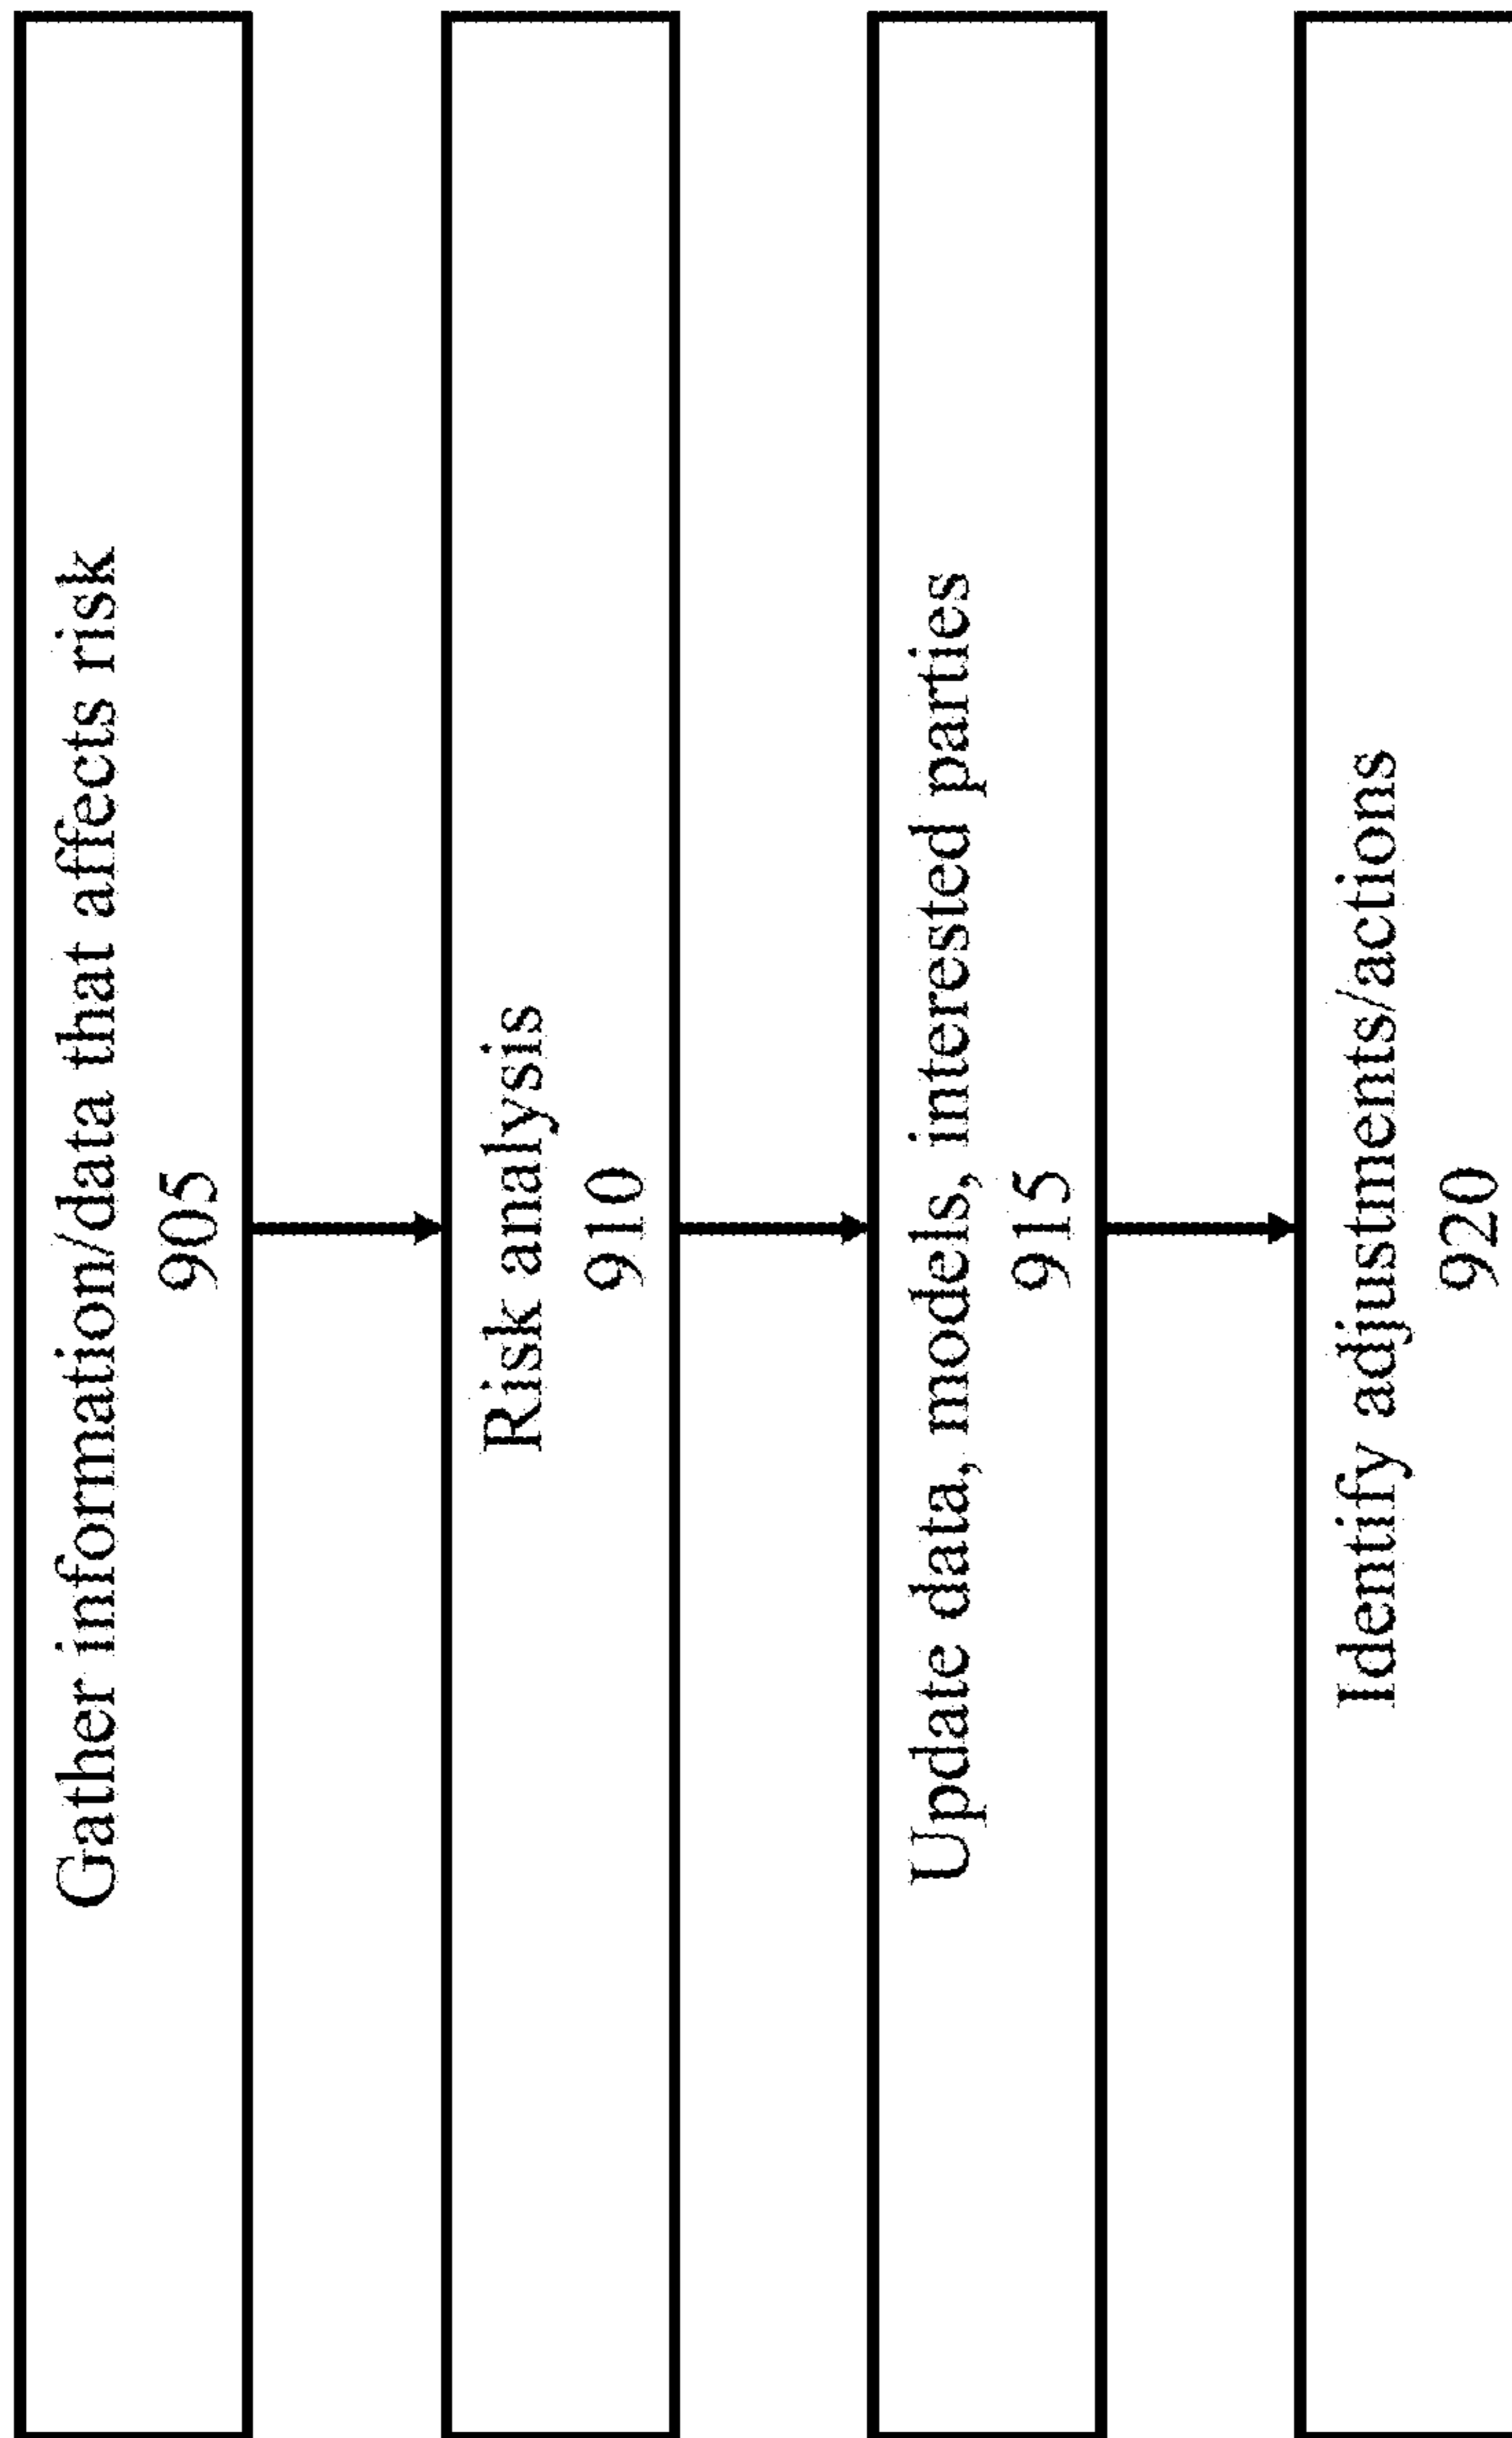 Gather information/data that affects risk
905
Risk analysis
910
Update data, models, interested parties
915
Identify adjustments/actions
920